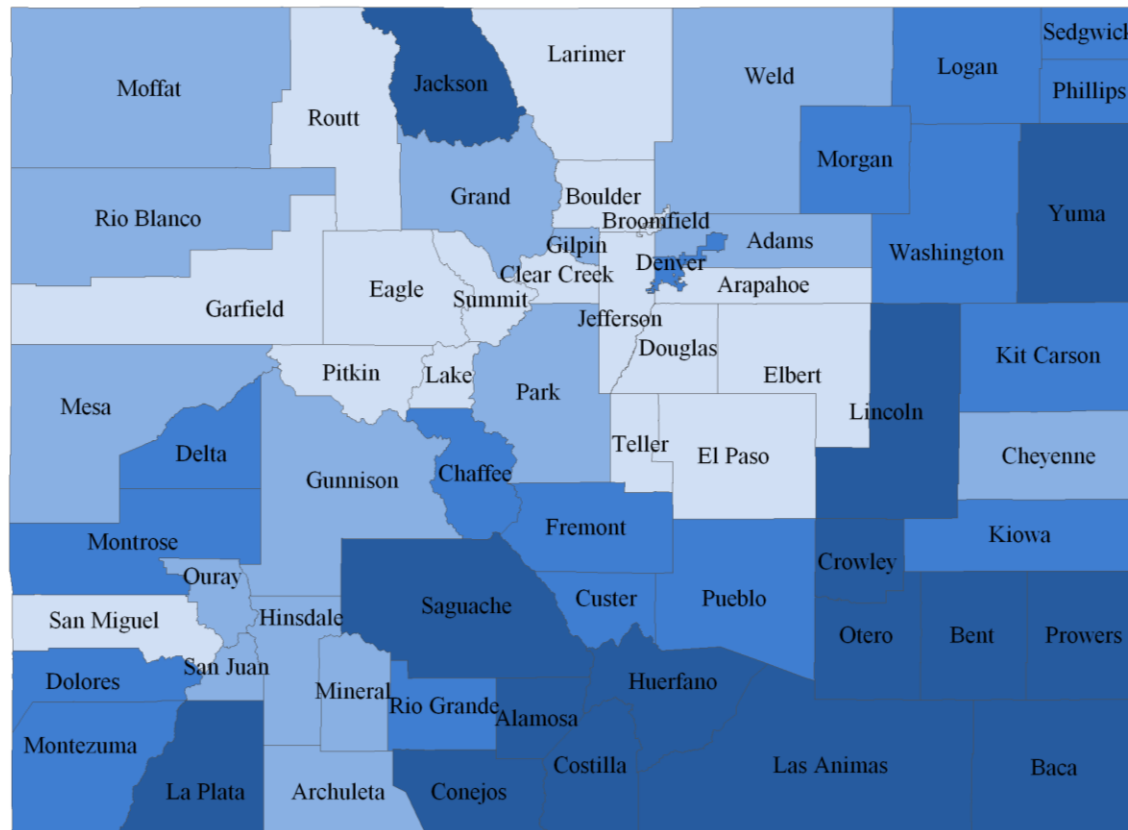 Sedgwick
Larimer
Logan
Weld
Jackson
Moffat
Phillips
Routt
Morgan
Grand
Boulder
Rio Blanco
Yuma
Broomfield
Gilpin
Adams
Washington
Denver
Clear Creek
Eagle
Arapahoe
Summit
Garfield
Jefferson
Douglas
Kit Carson
Pitkin
Lake
Elbert
Park
Mesa
Lincoln
Teller
Delta
El Paso
Cheyenne
Chaffee
Gunnison
Fremont
Kiowa
Montrose
Crowley
Ouray
Custer
Pueblo
Saguache
San Miguel
Hinsdale
Otero
Bent
Prowers
San Juan
Dolores
Huerfano
Mineral
Rio Grande
Alamosa
Montezuma
Costilla
Las Animas
Baca
La Plata
Archuleta
Conejos